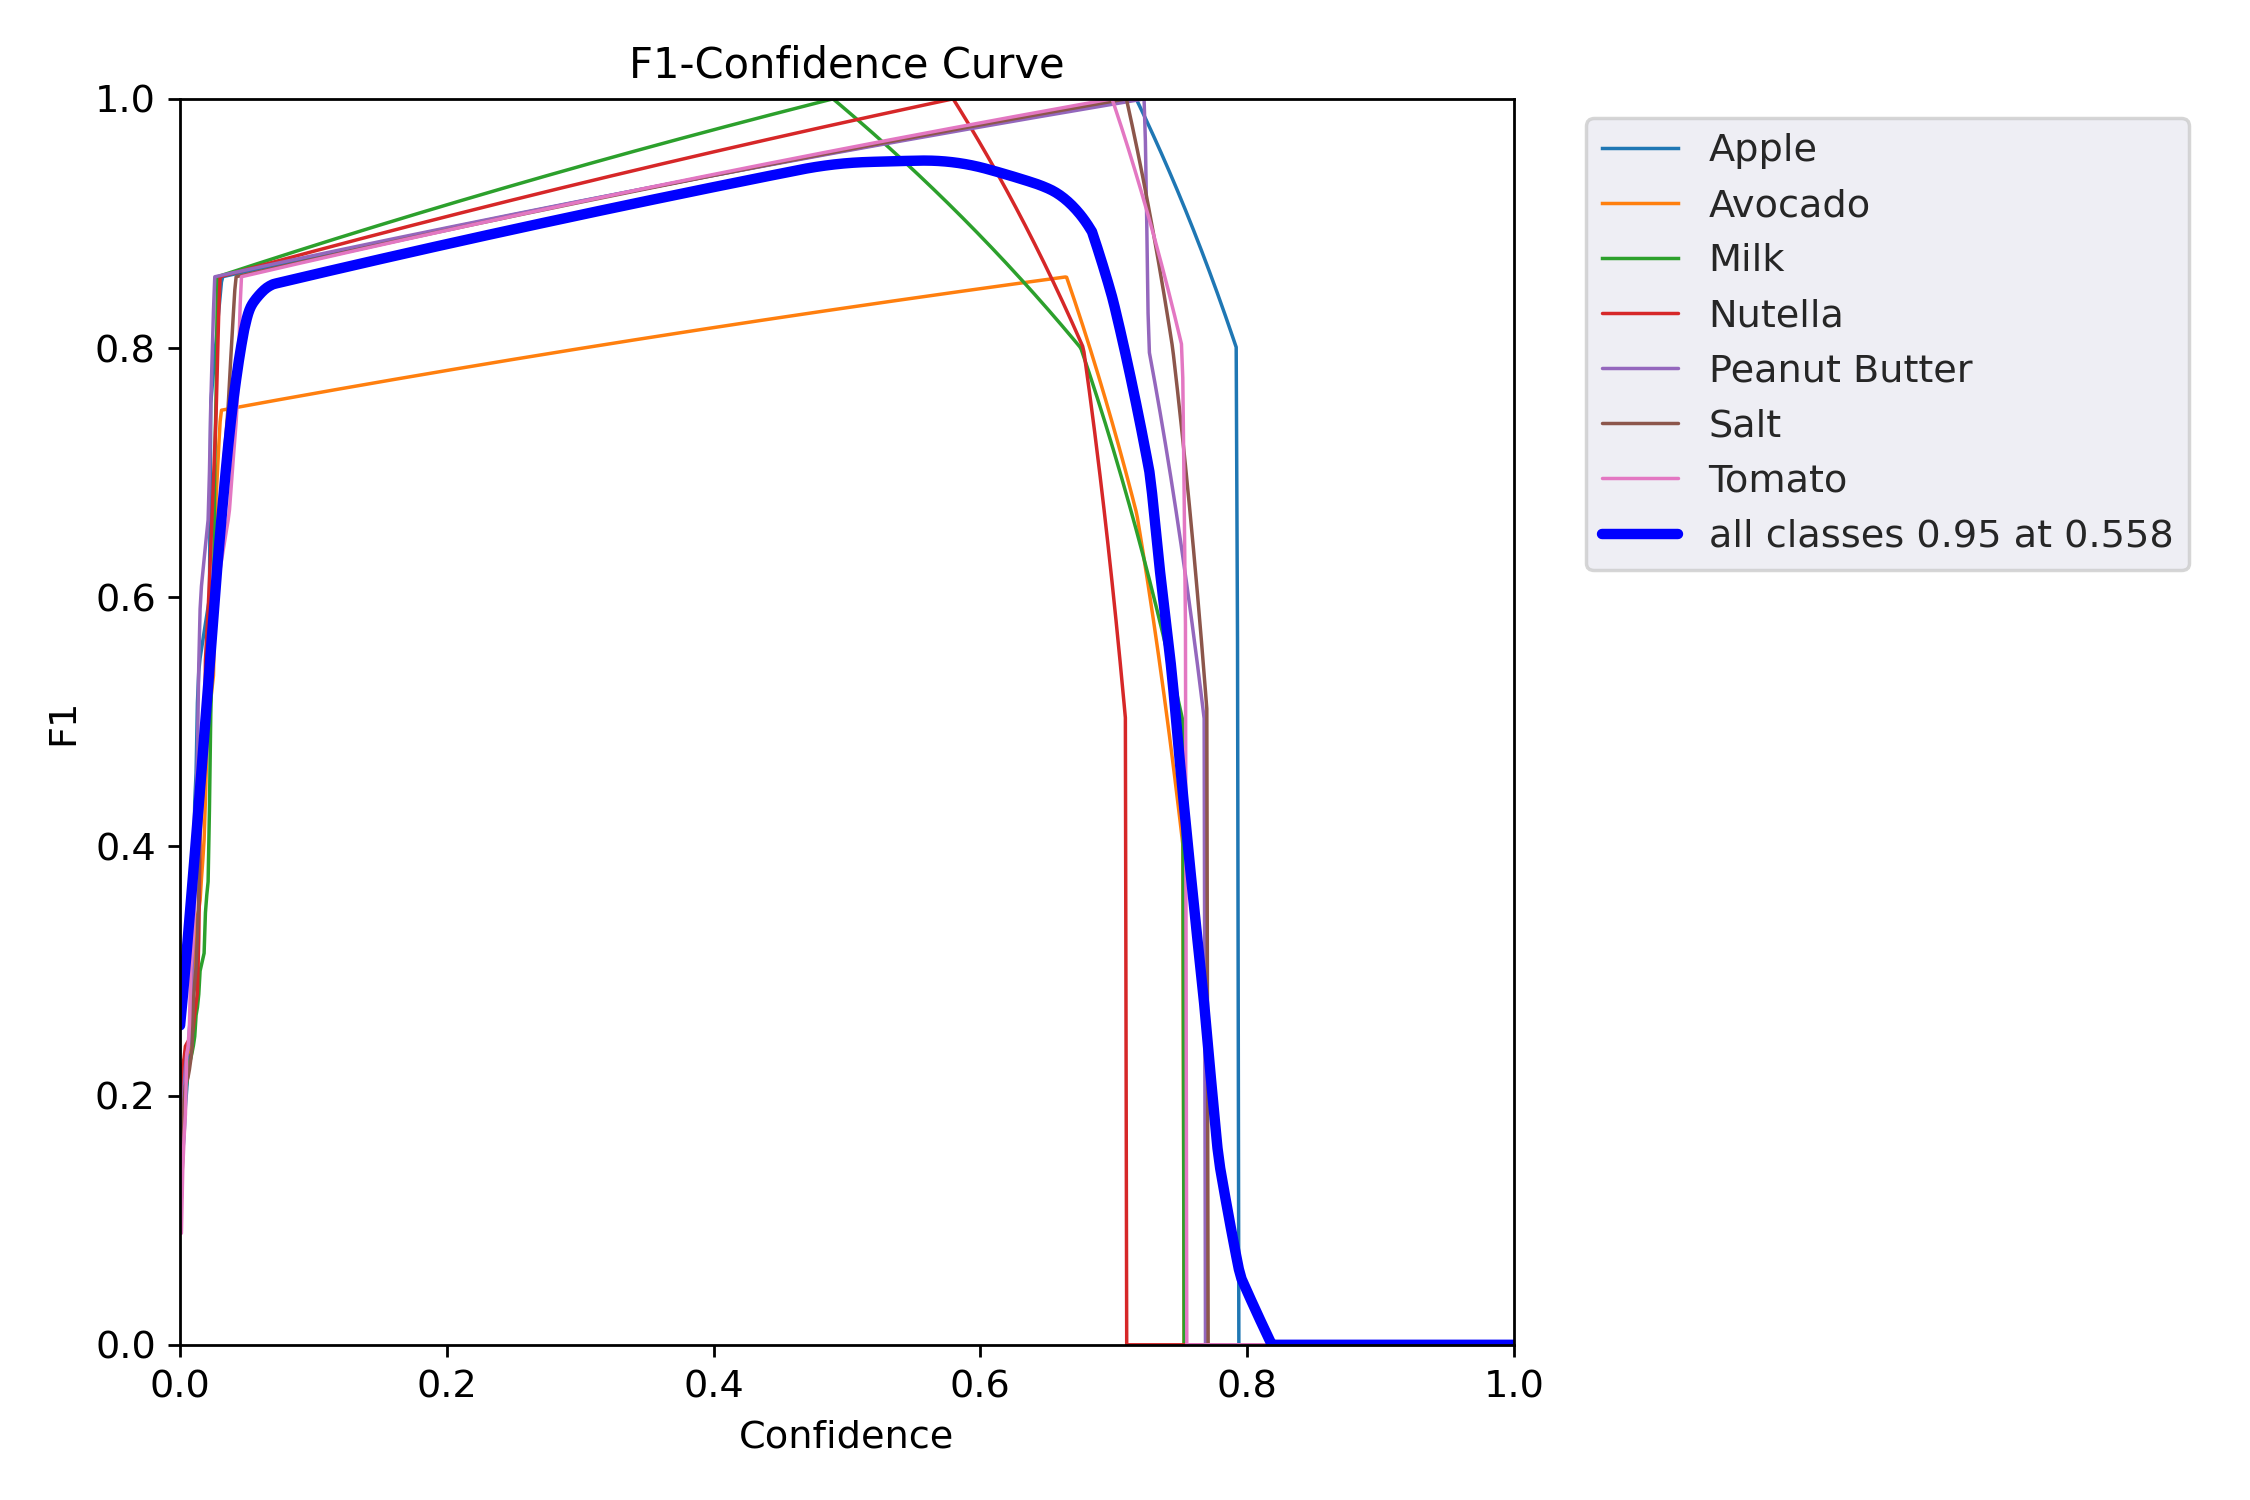 F1-Confidence Curve
1.0
0.8
0.6
0.4
0.2
0.0
F1
0.0 0.2 0.4 0.6 0.8 1.0
Confidence
Apple
Avocado
Milk
Nutella
Peanut Butter
Salt
Tomato
all classes 0.95 at 0.558